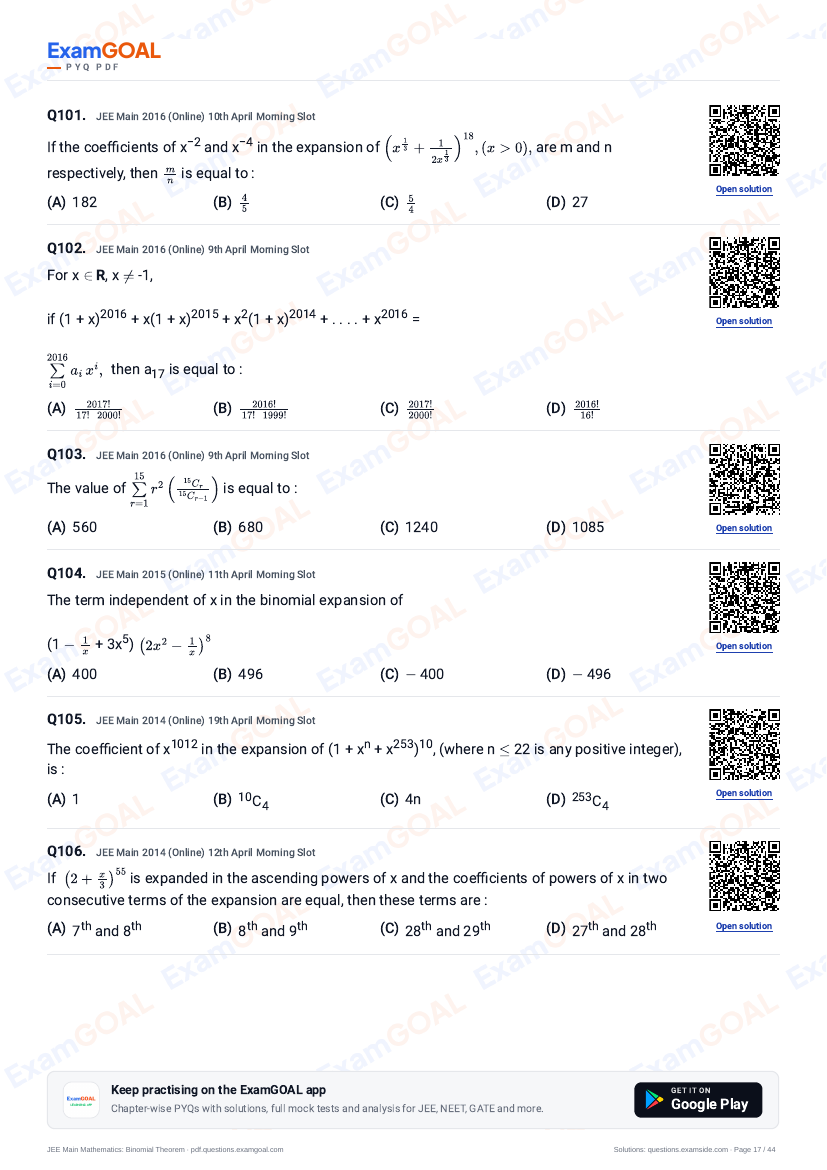 ExamGOAL
PYQ PDF
Q101. JEE Main 2016 (Online) 10th April Morning Slot
If the coefficients of x⁻² and x⁻⁴ in the expansion of (x^{1/3} + 1/(2x^{1/3}))^{18}, (x > 0), are m and n
respectively, then m/n is equal to :
(A) 182 (B) 4/5 (C) 5/4 (D) 27
Open solution
Q102. JEE Main 2016 (Online) 9th April Morning Slot
For x ∈ R, x ≠ -1,
if (1 + x)^{2016} + x(1 + x)^{2015} + x²(1 + x)^{2014} + . . . . + x^{2016} =
\sum_{i=0}^{2016} a_i x^i, then a₁₇ is equal to :
(A) 2017!/(17! 2000!) (B) 2016!/(17! 1999!) (C) 2017!/2000! (D) 2016!/16!
Open solution
Q103. JEE Main 2016 (Online) 9th April Morning Slot
The value of \sum_{r=1}^{15} r² (¹⁵C_r/¹⁵C_{r−1}) is equal to :
(A) 560 (B) 680 (C) 1240 (D) 1085
Open solution
Q104. JEE Main 2015 (Online) 11th April Morning Slot
The term independent of x in the binomial expansion of
(1 − 1/x + 3x⁵) (2x² − 1/x)⁸
(A) 400 (B) 496 (C) − 400 (D) − 496
Open solution
Q105. JEE Main 2014 (Online) 19th April Morning Slot
The coefficient of x^{1012} in the expansion of (1 + xⁿ + x^{253})^{10}, (where n ≤ 22 is any positive integer),
is :
(A) 1 (B) ¹⁰C₄ (C) 4n (D) ²⁵³C₄
Open solution
Q106. JEE Main 2014 (Online) 12th April Morning Slot
If (2 + x/3)^{55} is expanded in the ascending powers of x and the coefficients of powers of x in two
consecutive terms of the expansion are equal, then these terms are :
(A) 7th and 8th (B) 8th and 9th (C) 28th and 29th (D) 27th and 28th
Open solution
Keep practising on the ExamGOAL app
Chapter-wise PYQs with solutions, full mock tests and analysis for JEE, NEET, GATE and more.
GET IT ON
Google Play
JEE Main Mathematics: Binomial Theorem · pdf.questions.examgoal.com
Solutions: questions.examside.com · Page 17 / 44